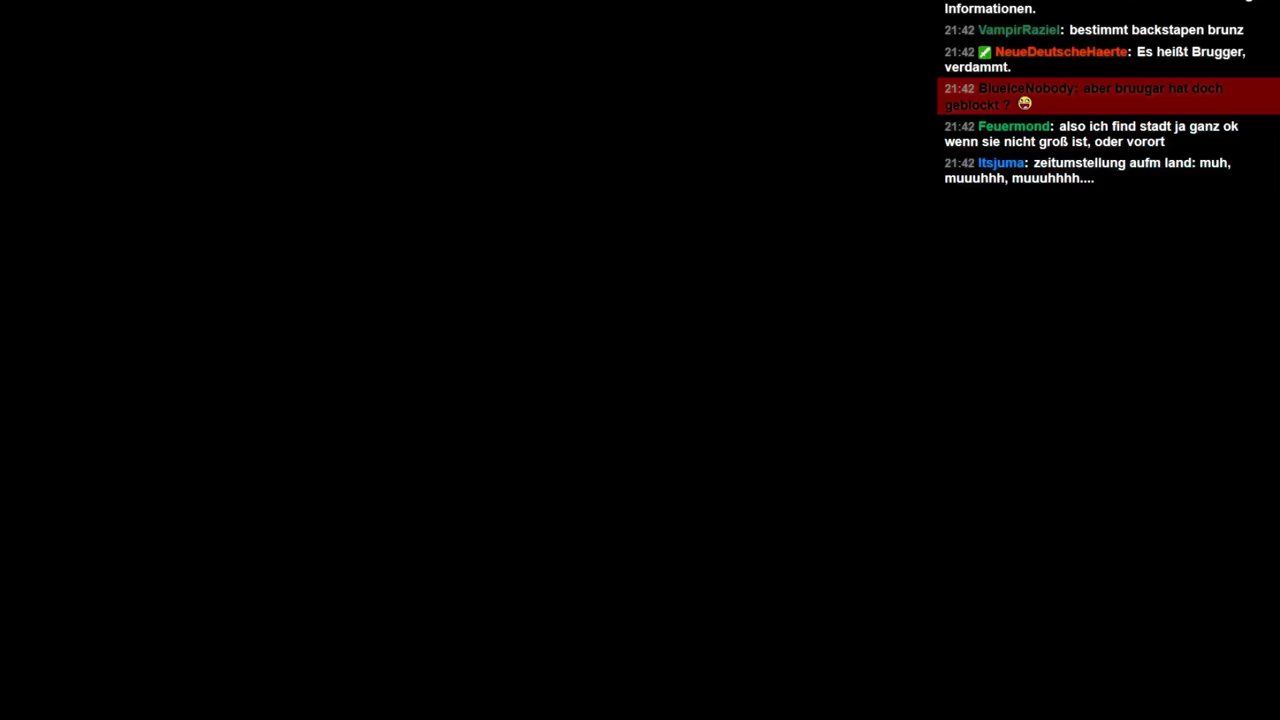 Informationen.
21:42 VampirRaziel: bestimmt backstapen brunz
21:42 NeueDeutscheHaerte: Es heißt Brugger,
verdammt.
21:42 BlueIceNobody: aber bruugar hat doch
geblockt ?
21:42 Feuermond: also ich find stadt ja ganz ok
wenn sie nicht groß ist, oder vorort
21:42 Itsjuma: zeitumstellung aufm land: muh,
muuuhhh, muuuhhhh....